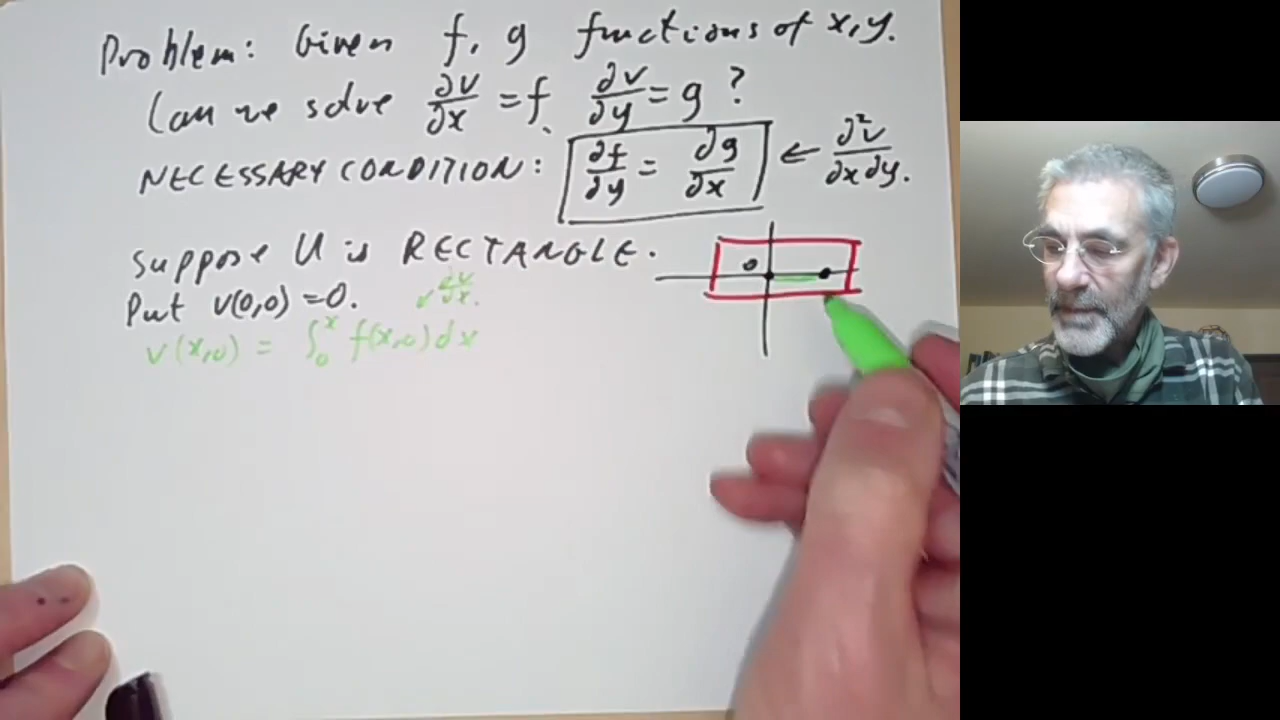 Problem: Given f, g functions of x, y.
Can we solve ∂v/∂x = f, ∂v/∂y = g ?
NECESSARY CONDITION: ∂f/∂y = ∂g/∂x ← ∂²v/∂x∂y.
Suppose U is RECTANGLE.
0
Put v(0,0) = 0.
v(x,0) = ∫₀ˣ f(x,0) dx